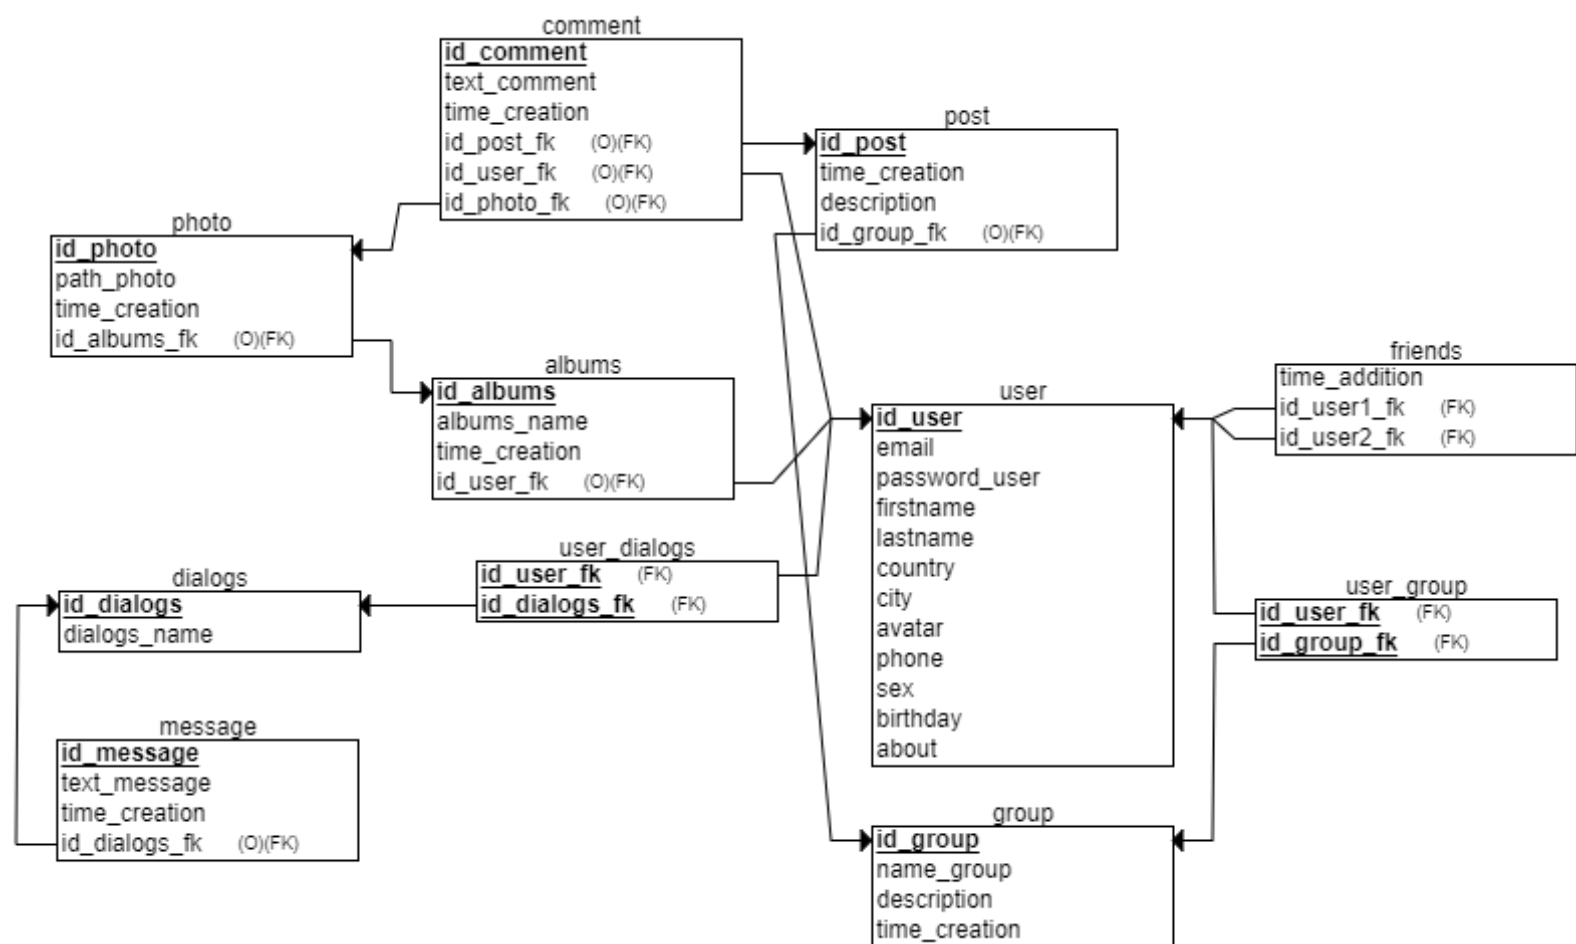 comment
id_comment
text_comment
time_creation
id_post_fk (O)(FK)
id_user_fk (O)(FK)
id_photo_fk (O)(FK)
post
id_post
time_creation
description
id_group_fk (O)(FK)
photo
id_photo
path_photo
time_creation
id_albums_fk (O)(FK)
albums
id_albums
albums_name
time_creation
id_user_fk (O)(FK)
user
id_user
email
password_user
firstname
lastname
country
city
avatar
phone
sex
birthday
about
friends
time_addition
id_user1_fk (FK)
id_user2_fk (FK)
user_dialogs
id_user_fk (FK)
id_dialogs_fk (FK)
dialogs
id_dialogs
dialogs_name
user_group
id_user_fk (FK)
id_group_fk (FK)
message
id_message
text_message
time_creation
id_dialogs_fk (O)(FK)
group
id_group
name_group
description
time_creation